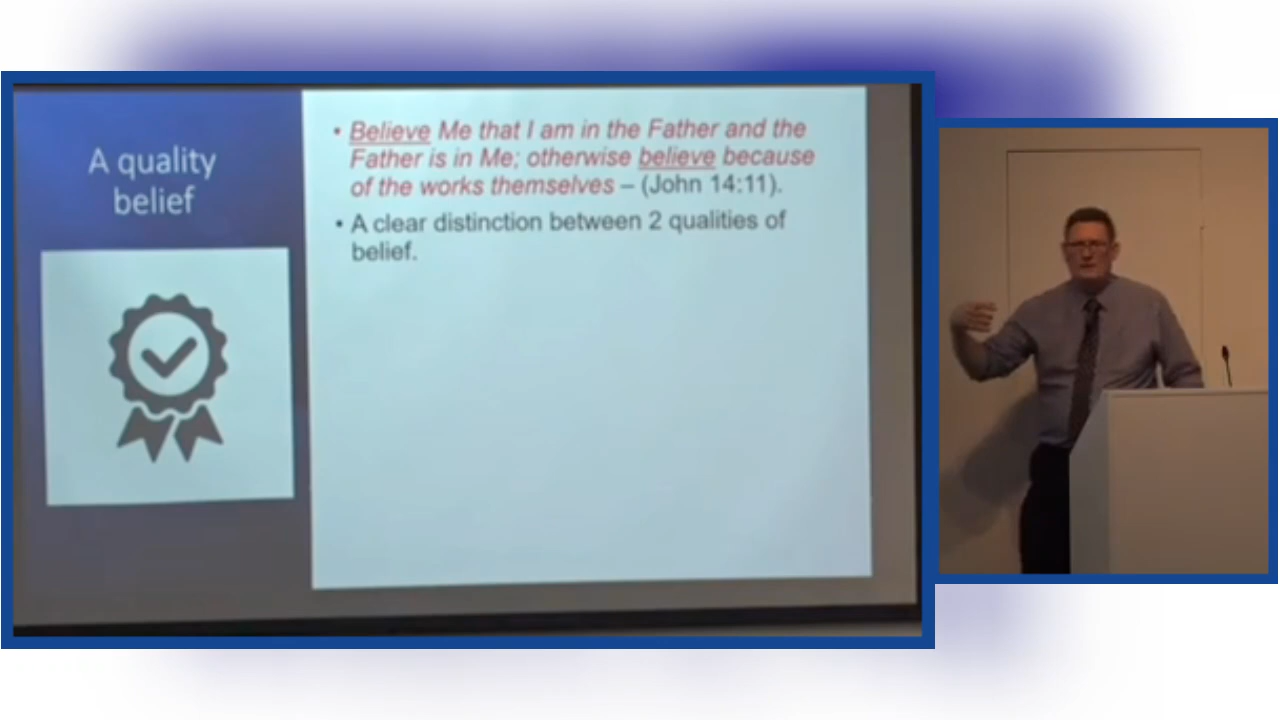 A quality
belief
• Believe Me that I am in the Father and the
Father is in Me; otherwise believe because
of the works themselves – (John 14:11).
• A clear distinction between 2 qualities of
belief.